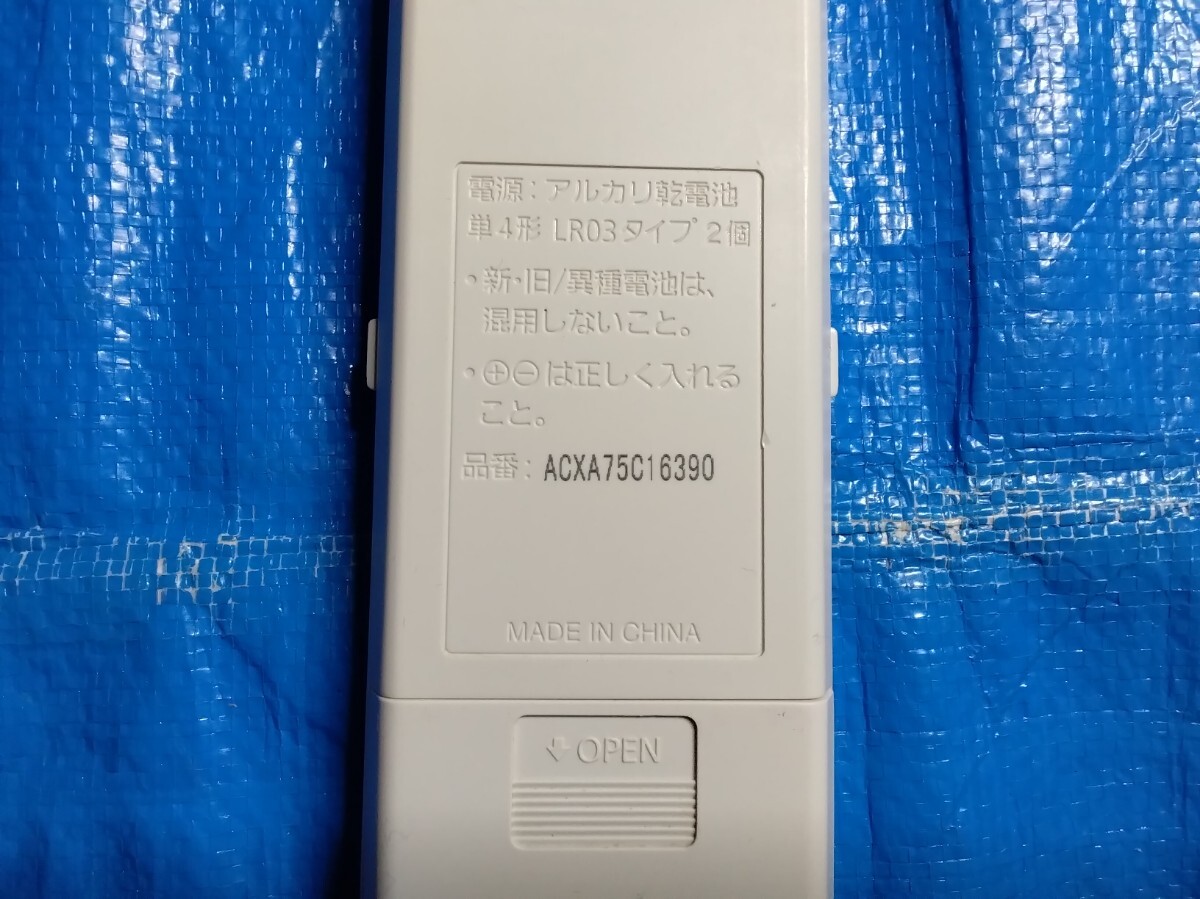 電源：アルカリ乾電池
単4形 LR03タイプ 2個
・新・旧/異種電池は、
混用しないこと。
・⊕⊖は正しく入れる
こと。
品番：ACXA75C16390
MADE IN CHINA
OPEN